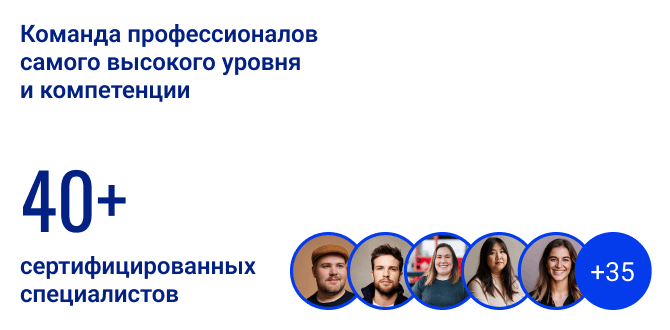 Команда профессионалов
самого высокого уровня
и компетенции
40+
сертифицированных
специалистов
+35